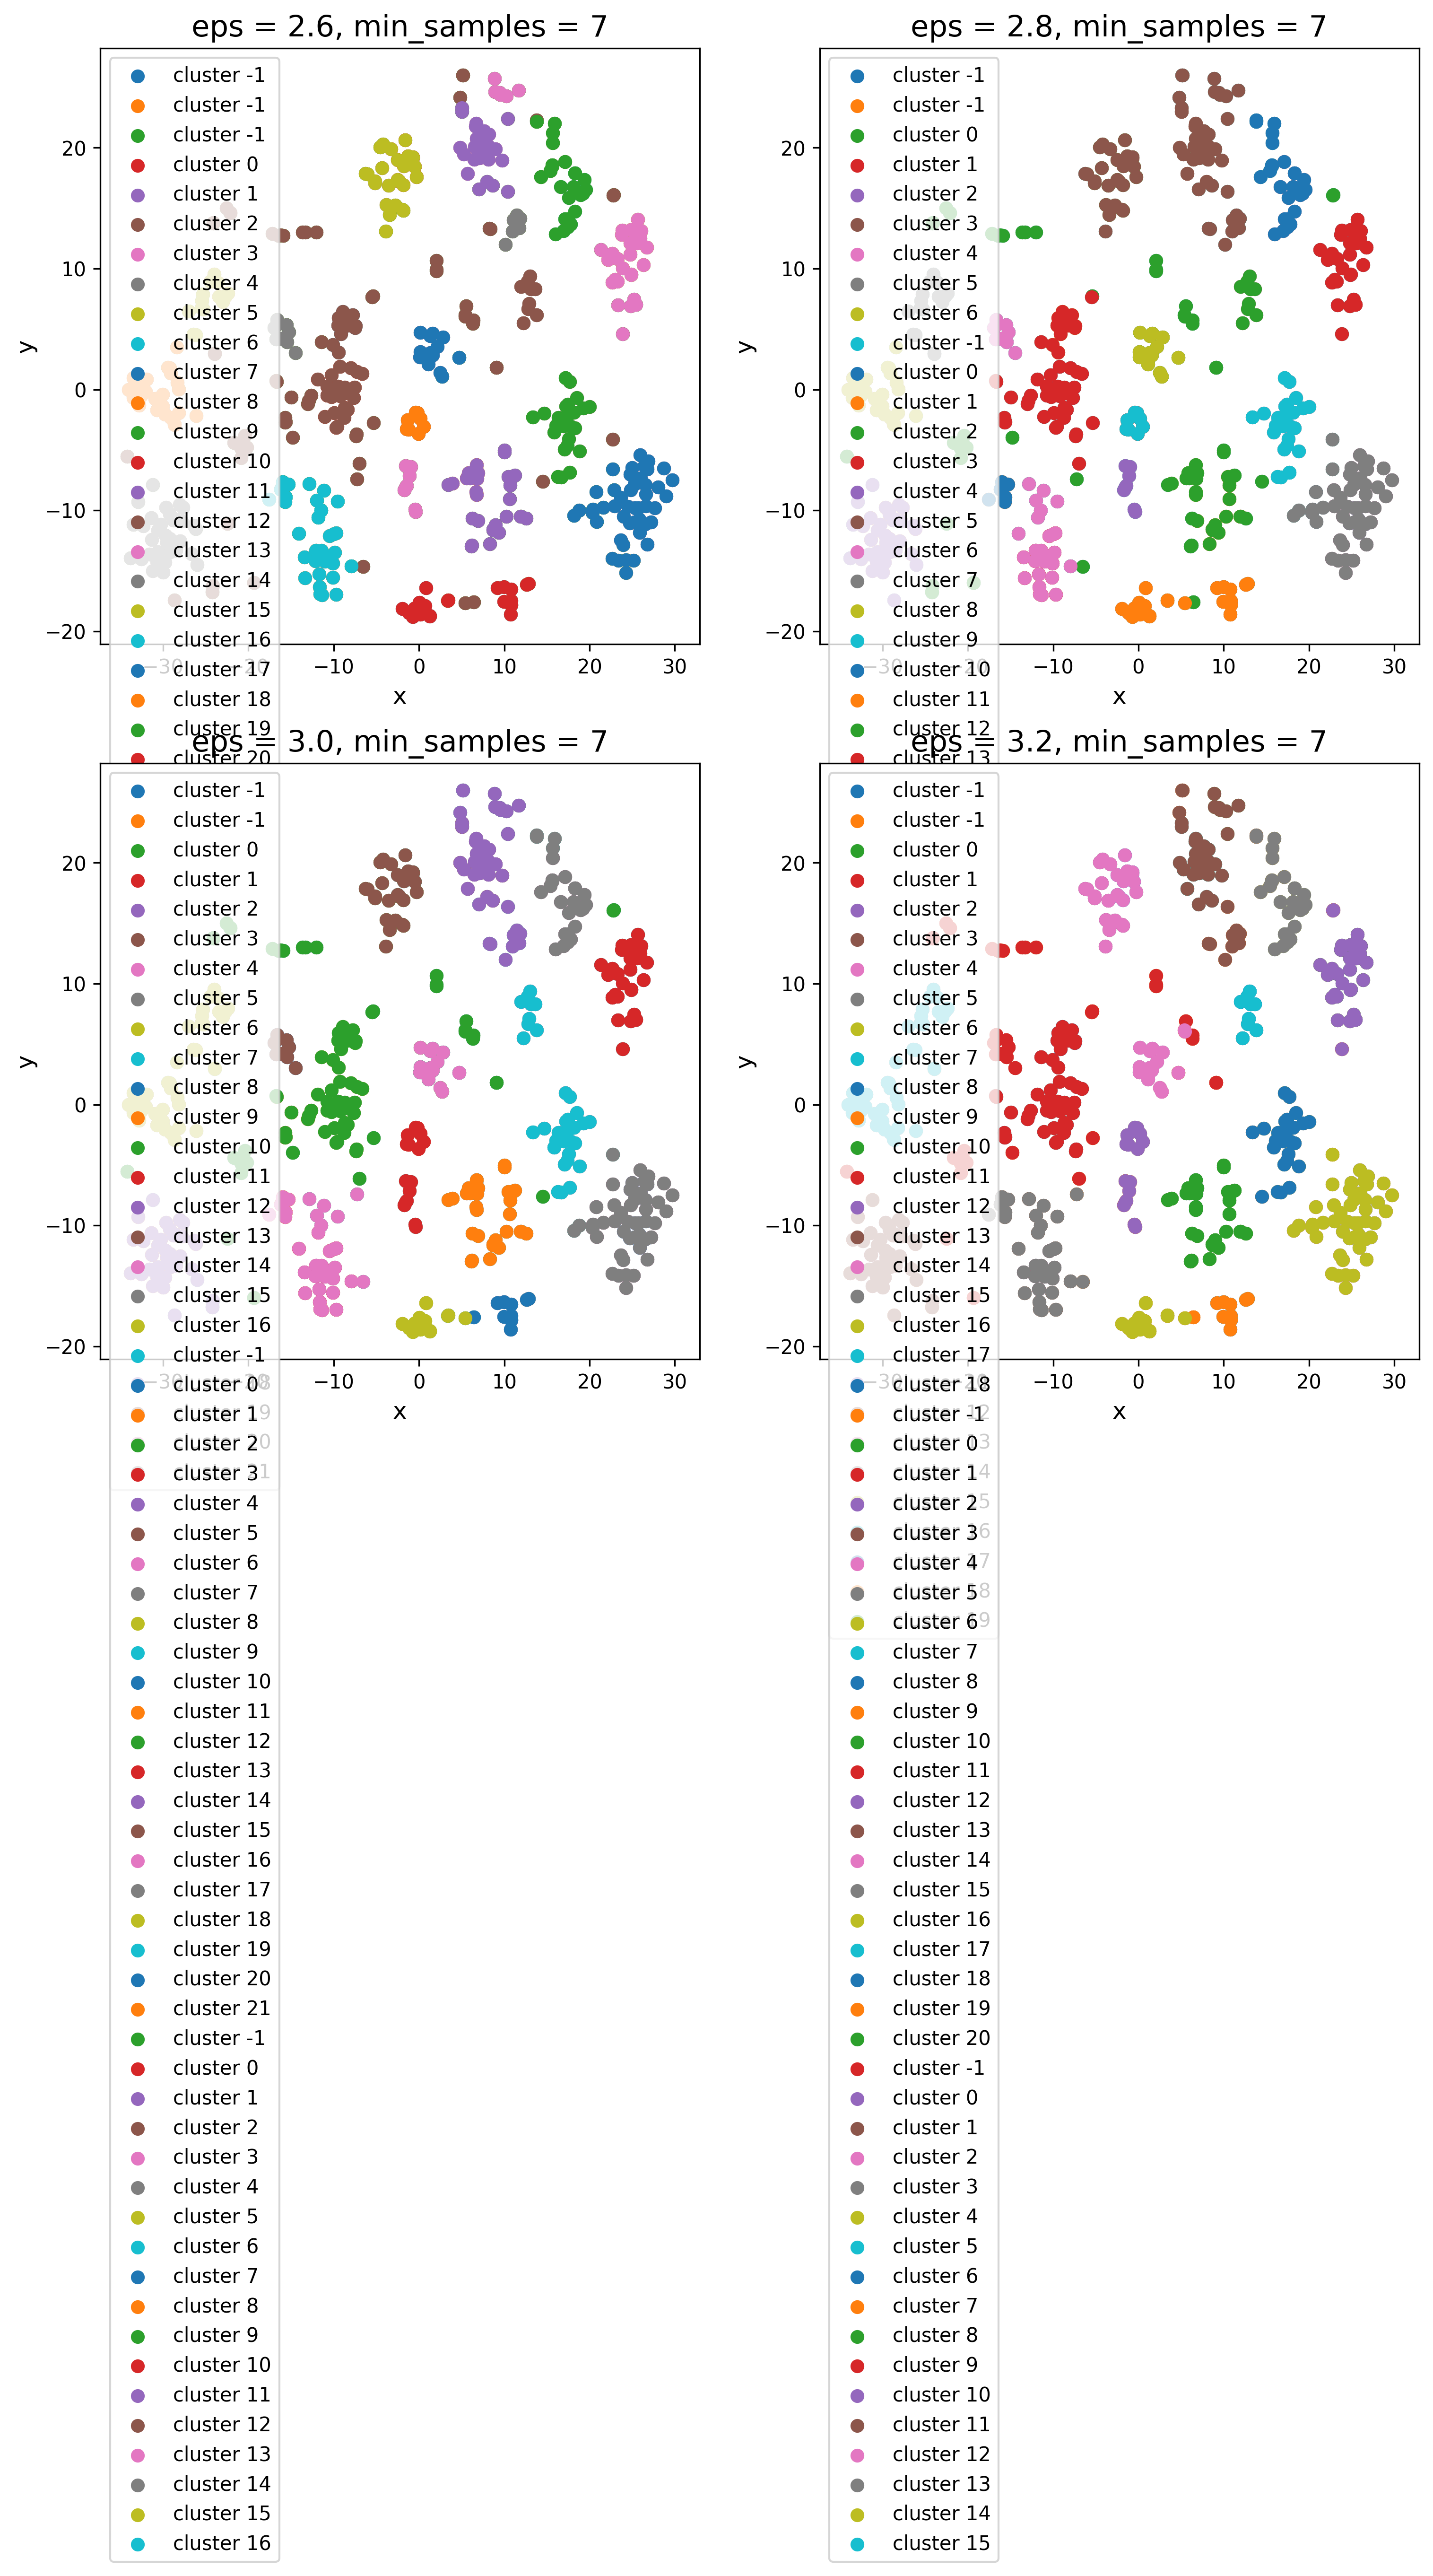 eps = 2.6, min_samples = 7
cluster -1
cluster -1
cluster -1
cluster 0
cluster 1
cluster 2
cluster 3
cluster 4
cluster 5
cluster 6
cluster 7
cluster 8
cluster 9
cluster 10
cluster 11
cluster 12
cluster 13
cluster 14
cluster 15
cluster 16
cluster 17
cluster 18
cluster 19
cluster 20
20
10
0
−10
−20
y
−30
−20
−10
0
10
20
30
x
eps = 2.8, min_samples = 7
cluster -1
cluster -1
cluster 0
cluster 1
cluster 2
cluster 3
cluster 4
cluster 5
cluster 6
cluster -1
cluster 0
cluster 1
cluster 2
cluster 3
cluster 4
cluster 5
cluster 6
cluster 7
cluster 8
cluster 9
cluster 10
cluster 11
cluster 12
cluster 13
20
10
0
−10
−20
y
−30
−10
0
10
20
30
x
eps = 3.0, min_samples = 7
cluster -1
cluster -1
cluster 0
cluster 1
cluster 2
cluster 3
cluster 4
cluster 5
cluster 6
cluster 7
cluster 8
cluster 9
cluster 10
cluster 11
cluster 12
cluster 13
cluster 14
cluster 15
cluster 16
cluster -1
cluster 0
cluster 1
cluster 2
cluster 3
cluster 4
cluster 5
cluster 6
cluster 7
cluster 8
cluster 9
cluster 10
cluster 11
cluster 12
cluster 13
cluster 14
cluster 15
cluster 16
cluster 17
cluster 18
cluster 19
cluster 20
cluster 21
cluster -1
cluster 0
cluster 1
cluster 2
cluster 3
cluster 4
cluster 5
cluster 6
cluster 7
cluster 8
cluster 9
cluster 10
cluster 11
cluster 12
cluster 13
cluster 14
cluster 15
cluster 16
20
10
0
−10
−20
y
−30
−10
0
10
20
30
x
eps = 3.2, min_samples = 7
cluster -1
cluster -1
cluster 0
cluster 1
cluster 2
cluster 3
cluster 4
cluster 5
cluster 6
cluster 7
cluster 8
cluster 9
cluster 10
cluster 11
cluster 12
cluster 13
cluster 14
cluster 15
cluster 16
cluster 17
cluster 18
cluster -1
cluster 0
cluster 1
cluster 2
cluster 3
cluster 4
cluster 5
cluster 6
cluster 7
cluster 8
cluster 9
cluster 10
cluster 11
cluster 12
cluster 13
cluster 14
cluster 15
cluster 16
cluster 17
cluster 18
cluster 19
cluster 20
cluster -1
cluster 0
cluster 1
cluster 2
cluster 3
cluster 4
cluster 5
cluster 6
cluster 7
cluster 8
cluster 9
cluster 10
cluster 11
cluster 12
cluster 13
cluster 14
cluster 15
20
10
0
−10
−20
y
−30
−10
0
10
20
30
x